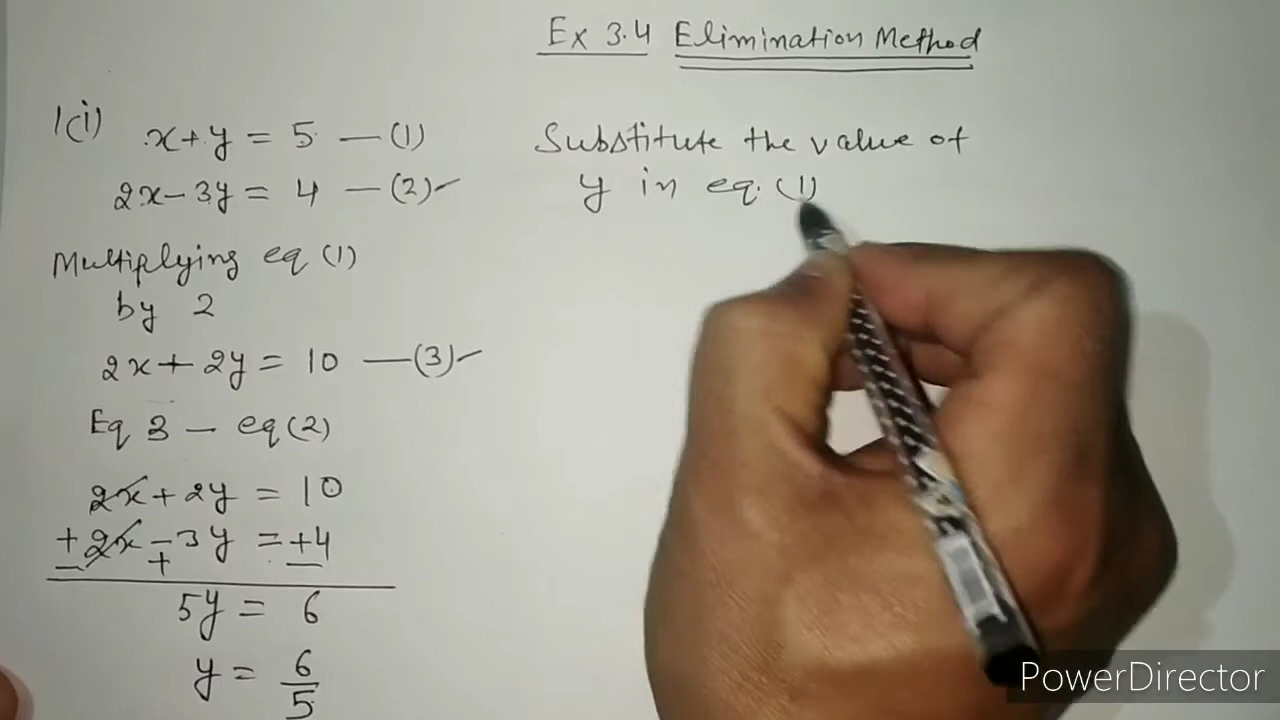 Ex 3.4 Elimination Method
1(i) x+y = 5 — (1)
2x-3y = 4 — (2)
Multiplying eq (1)
by 2
2x+2y = 10 — (3)
Eq 3 - eq (2)
2x+2y = 10
+2x-3y = +4
- + -
5y = 6
y = 6/5
Substitute the value of
y in eq. (1)
PowerDirector